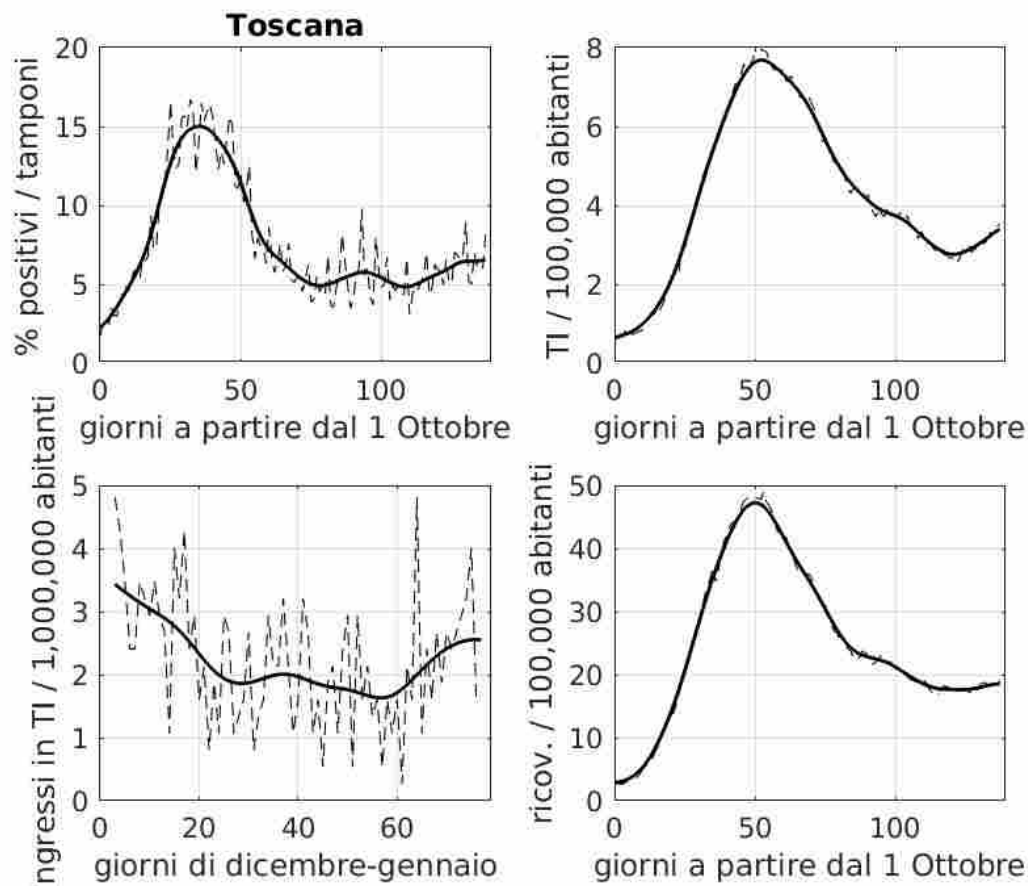 Toscana
% positivi / tamponi
20
15
10
5
0
0 50 100
giorni a partire dal 1 Ottobre
TI / 100,000 abitanti
8
6
4
2
0
0 50 100
giorni a partire dal 1 Ottobre
ngressi in TI / 1,000,000 abitanti
5
4
3
2
1
0
0 20 40 60
giorni di dicembre-gennaio
ricov. / 100,000 abitanti
50
40
30
20
10
0
0 50 100
giorni a partire dal 1 Ottobre